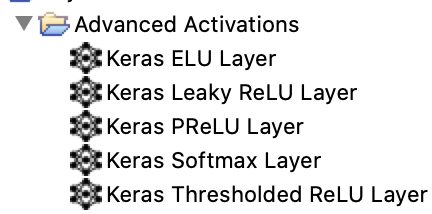 Advanced Activations
Keras ELU Layer
Keras Leaky ReLU Layer
Keras PReLU Layer
Keras Softmax Layer
Keras Thresholded ReLU Layer